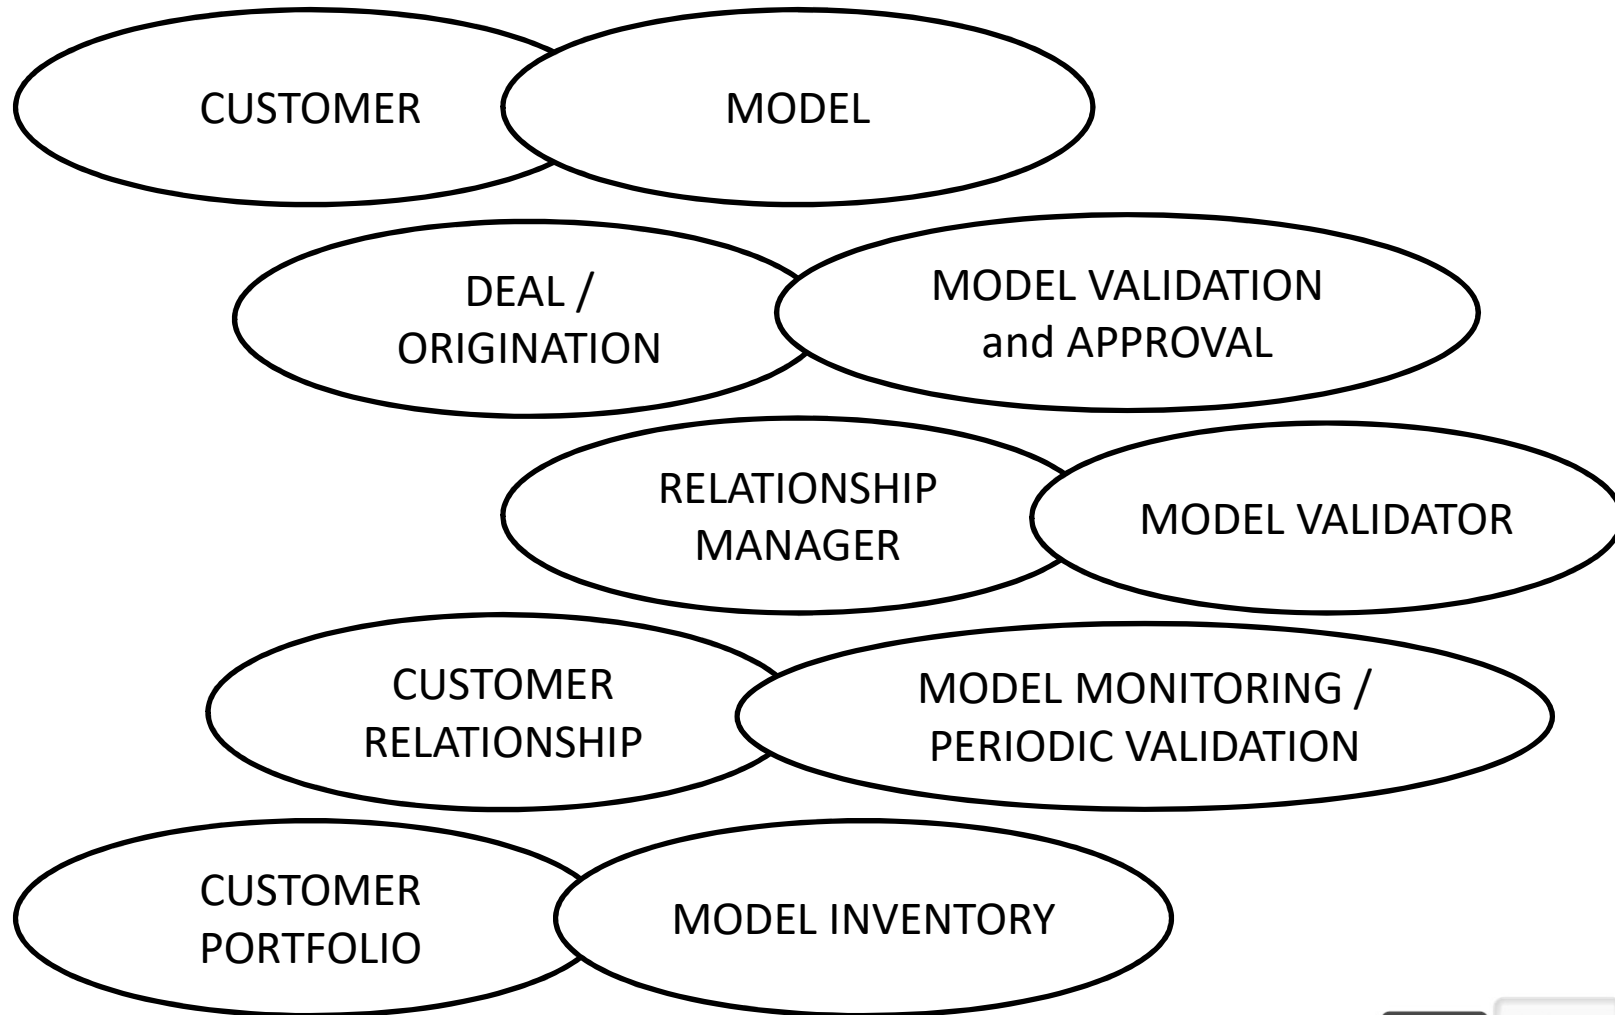 CUSTOMER
MODEL
DEAL /
ORIGINATION
MODEL VALIDATION
and APPROVAL
RELATIONSHIP
MANAGER
MODEL VALIDATOR
CUSTOMER
RELATIONSHIP
MODEL MONITORING /
PERIODIC VALIDATION
CUSTOMER
PORTFOLIO
MODEL INVENTORY